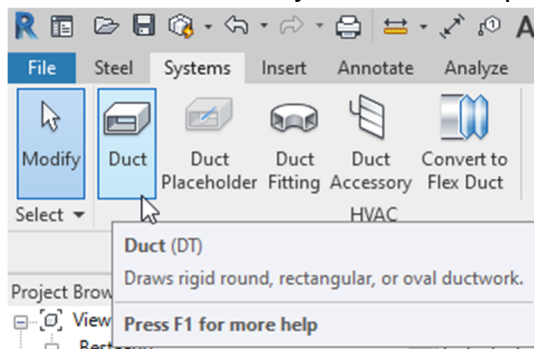 R
A
File Steel Systems Insert Annotate Analyze
Modify Duct Duct Placeholder Duct Fitting Duct Accessory Convert to Flex Duct
Select HVAC
Duct (DT)
Draws rigid round, rectangular, or oval ductwork.
Press F1 for more help
Project Brow
View